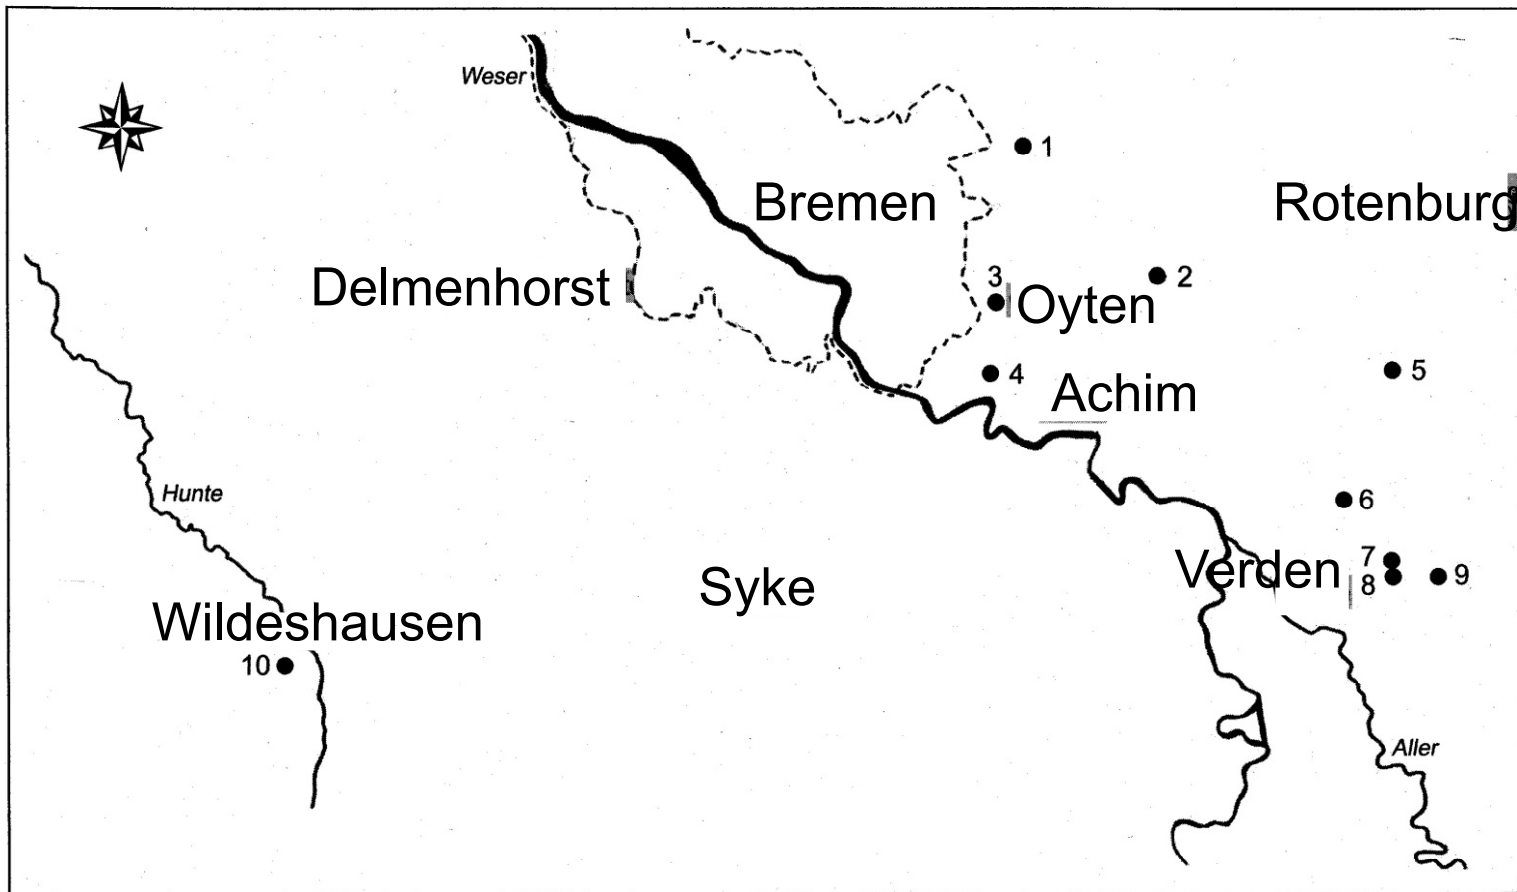 Weser
1
Bremen
Rotenburg
Delmenhorst
3
2
Oyten
4
5
Achim
Hunte
6
Verden
7
8
9
Syke
Wildeshausen
10
Aller